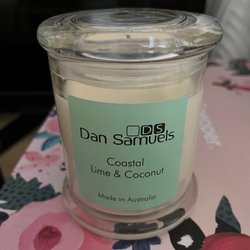 DS
Dan Samuels
Coastal
Lime & Coconut
Made in Australia